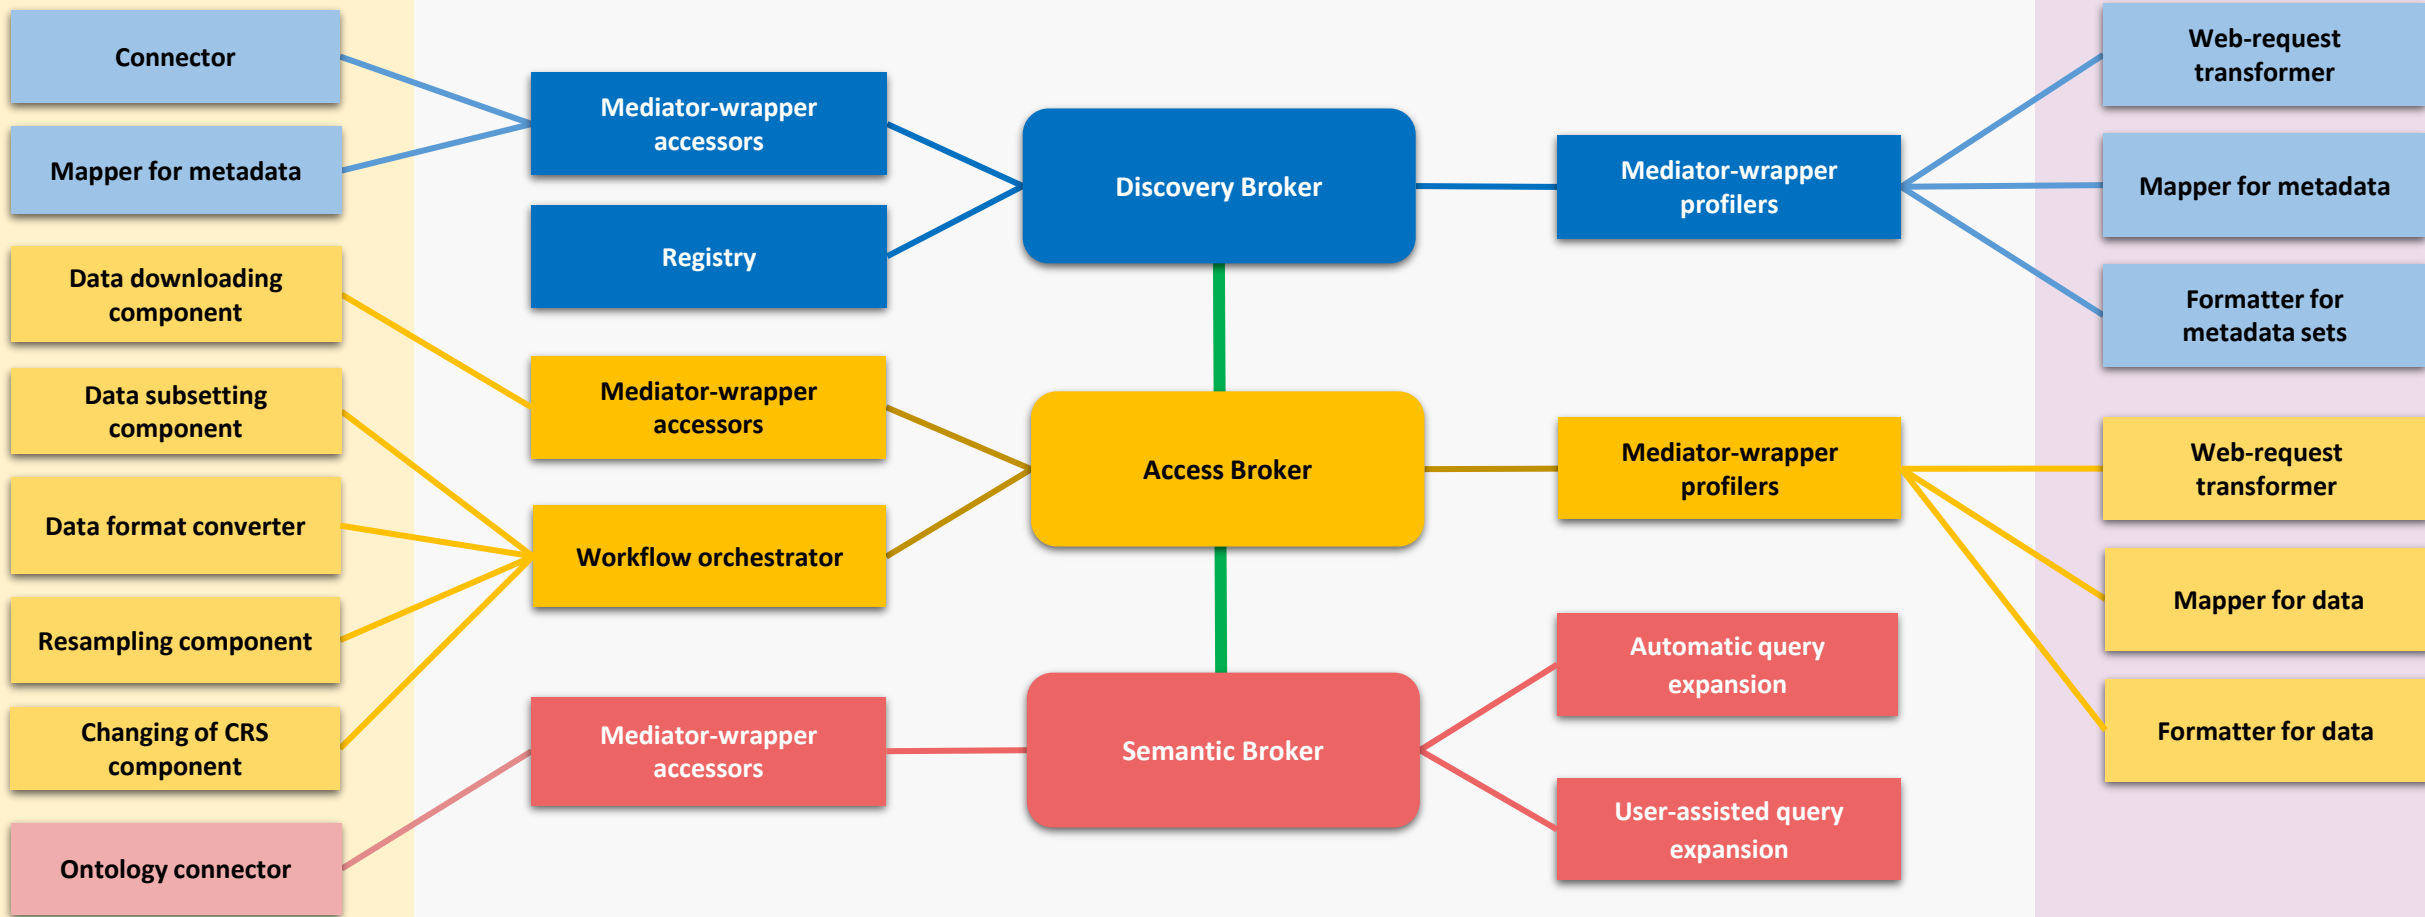 Connector
Mapper for metadata
Data downloading
component
Data subsetting
component
Data format converter
Resampling component
Changing of CRS
component
Ontology connector
Mediator-wrapper
accessors
Registry
Mediator-wrapper
accessors
Workflow orchestrator
Mediator-wrapper
accessors
Discovery Broker
Access Broker
Semantic Broker
Mediator-wrapper
profilers
Mediator-wrapper
profilers
Automatic query
expansion
User-assisted query
expansion
Web-request
transformer
Mapper for metadata
Formatter for
metadata sets
Web-request
transformer
Mapper for data
Formatter for data